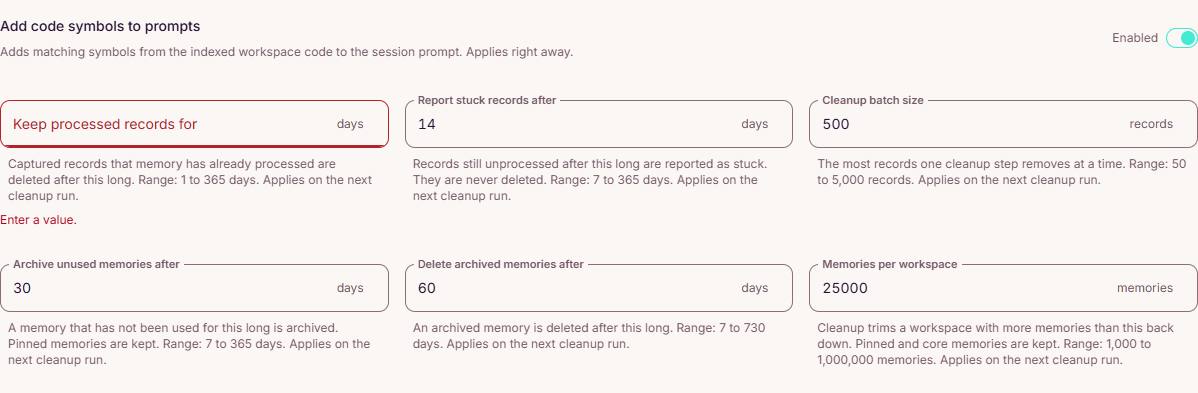 Add code symbols to prompts
Adds matching symbols from the indexed workspace code to the session prompt. Applies right away.
Enabled
Keep processed records for
days
Captured records that memory has already processed are
deleted after this long. Range: 1 to 365 days. Applies on the next
cleanup run.
Enter a value.
Report stuck records after
14
days
Records still unprocessed after this long are reported as stuck.
They are never deleted. Range: 7 to 365 days. Applies on the
next cleanup run.
Cleanup batch size
500
records
The most records one cleanup step removes at a time. Range: 50
to 5,000 records. Applies on the next cleanup run.
Archive unused memories after
30
days
A memory that has not been used for this long is archived.
Pinned memories are kept. Range: 7 to 365 days. Applies on the
next cleanup run.
Delete archived memories after
60
days
An archived memory is deleted after this long. Range: 7 to 730
days. Applies on the next cleanup run.
Memories per workspace
25000
memories
Cleanup trims a workspace with more memories than this back
down. Pinned and core memories are kept. Range: 1,000 to
1,000,000 memories. Applies on the next cleanup run.